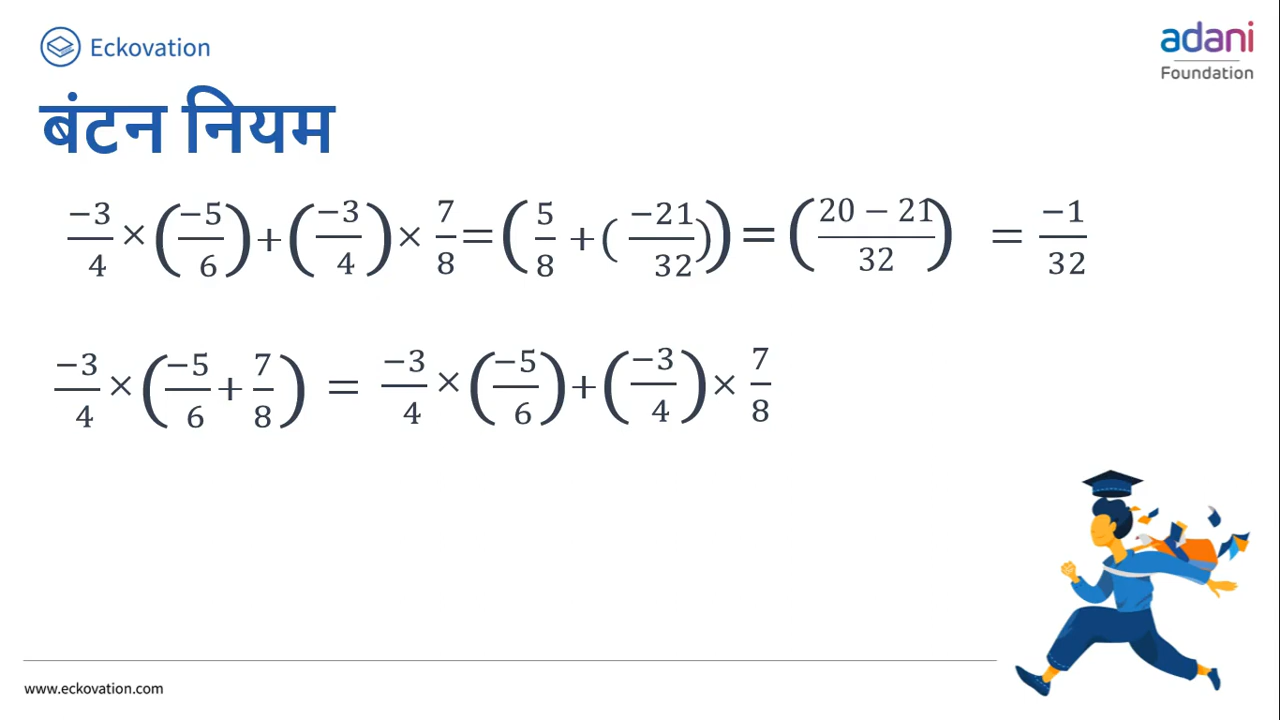 Eckovation
adani
Foundation
बंटन नियम
−3/4 × (−5/6) + (−3/4) × 7/8 = (5/8 + (−21/32)) = (20 − 21/32) = −1/32
−3/4 × (−5/6 + 7/8) = −3/4 × (−5/6) + (−3/4) × 7/8
www.eckovation.com